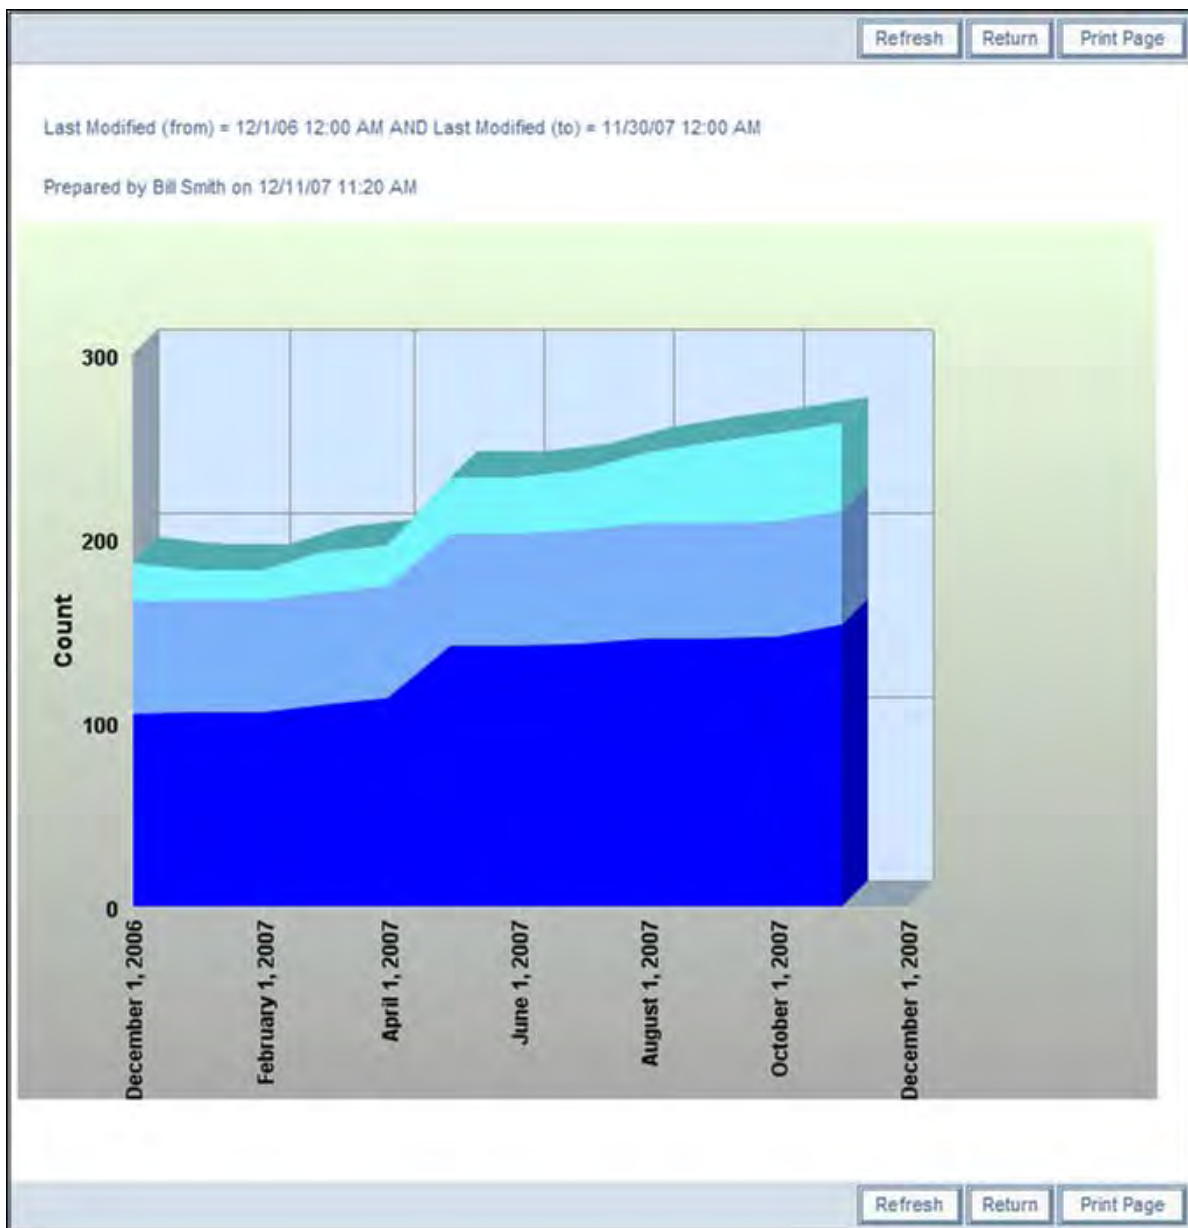 Refresh Return Print Page
Last Modified (from) = 12/1/06 12:00 AM AND Last Modified (to) = 11/30/07 12:00 AM
Prepared by Bill Smith on 12/11/07 11:20 AM
300
200
100
0
Count
December 1, 2006
February 1, 2007
April 1, 2007
June 1, 2007
August 1, 2007
October 1, 2007
December 1, 2007
Refresh Return Print Page